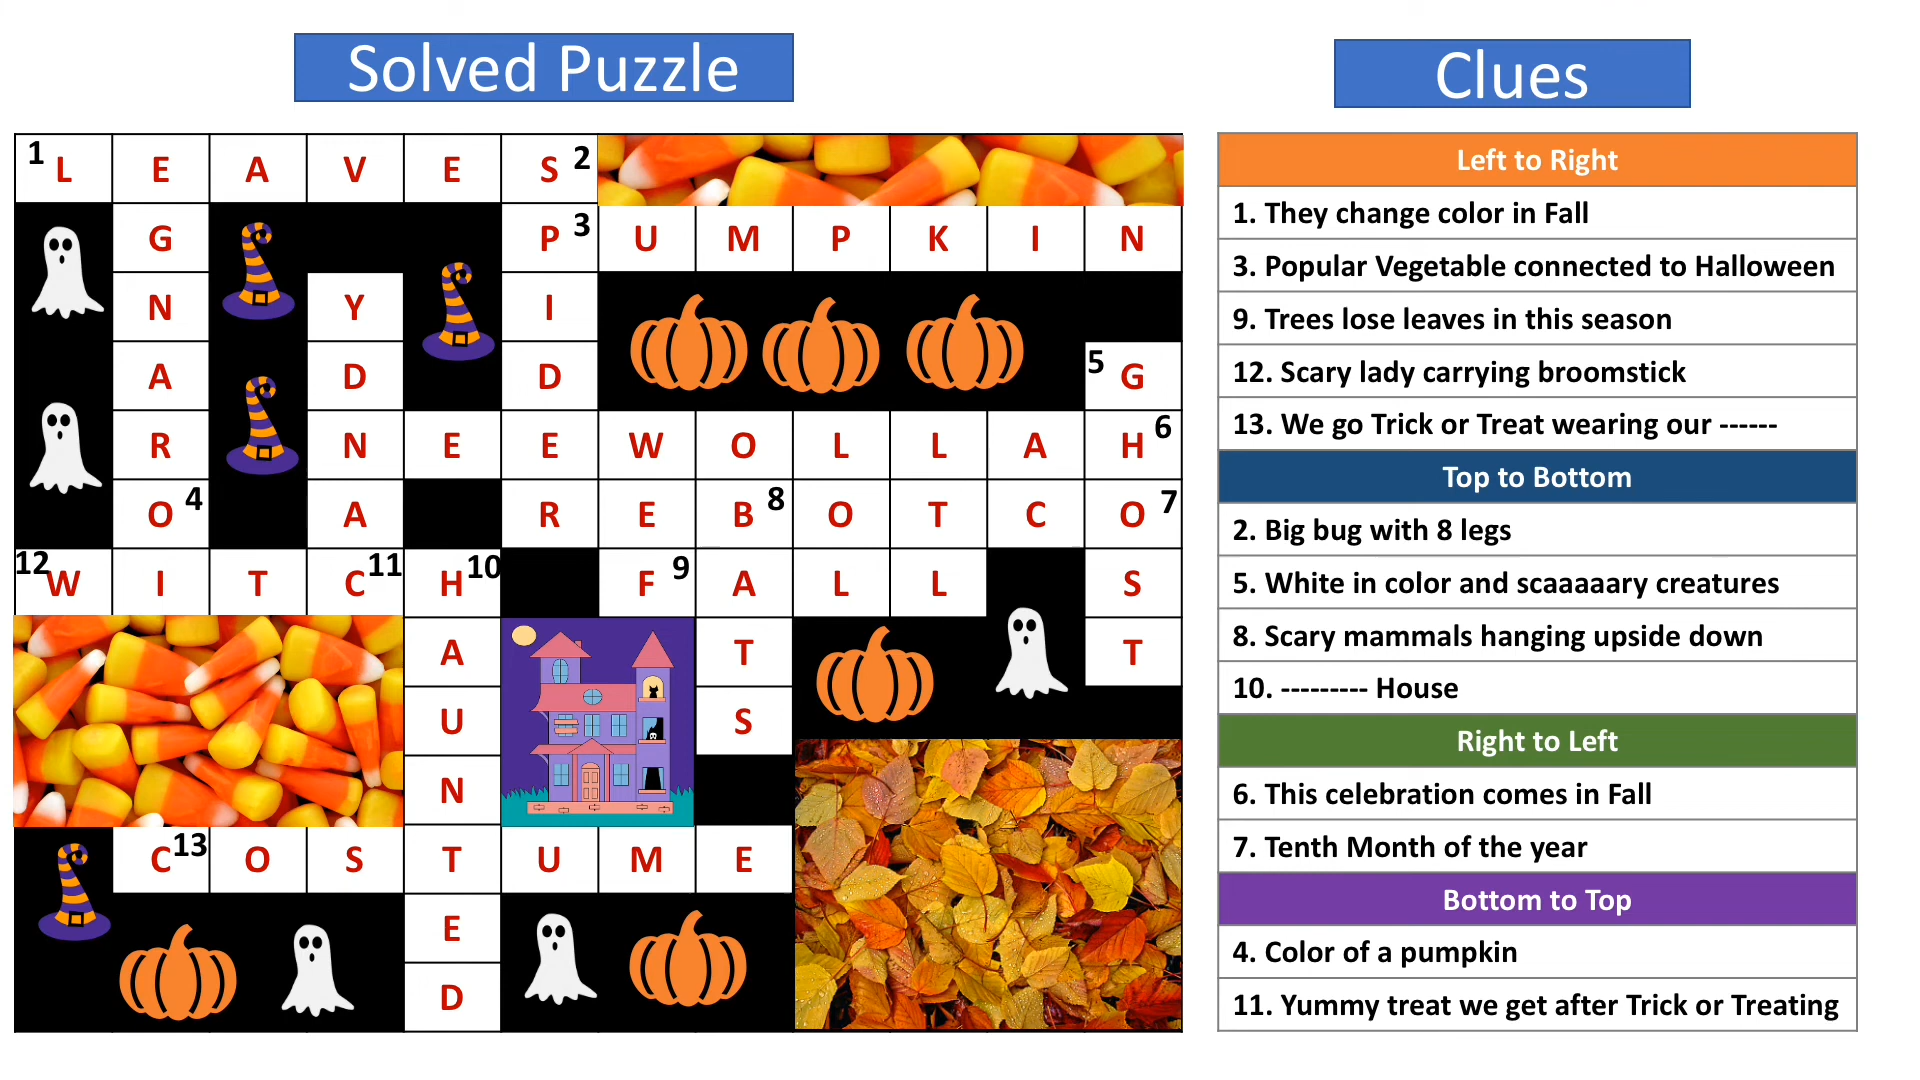 Solved Puzzle
Clues
1 L E A V E S 2
G P 3 U M P K I N
N Y I
A D D 5 G
R N E E W O L L A H 6
O 4 A R E B 8 O T C O 7
12 W I T C 11 H 10 F 9 A L L S
A T T
U S
N
C 13 O S T U M E
E
D
Left to Right
1. They change color in Fall
3. Popular Vegetable connected to Halloween
9. Trees lose leaves in this season
12. Scary lady carrying broomstick
13. We go Trick or Treat wearing our ------
Top to Bottom
2. Big bug with 8 legs
5. White in color and scaaaaary creatures
8. Scary mammals hanging upside down
10. --------- House
Right to Left
6. This celebration comes in Fall
7. Tenth Month of the year
Bottom to Top
4. Color of a pumpkin
11. Yummy treat we get after Trick or Treating